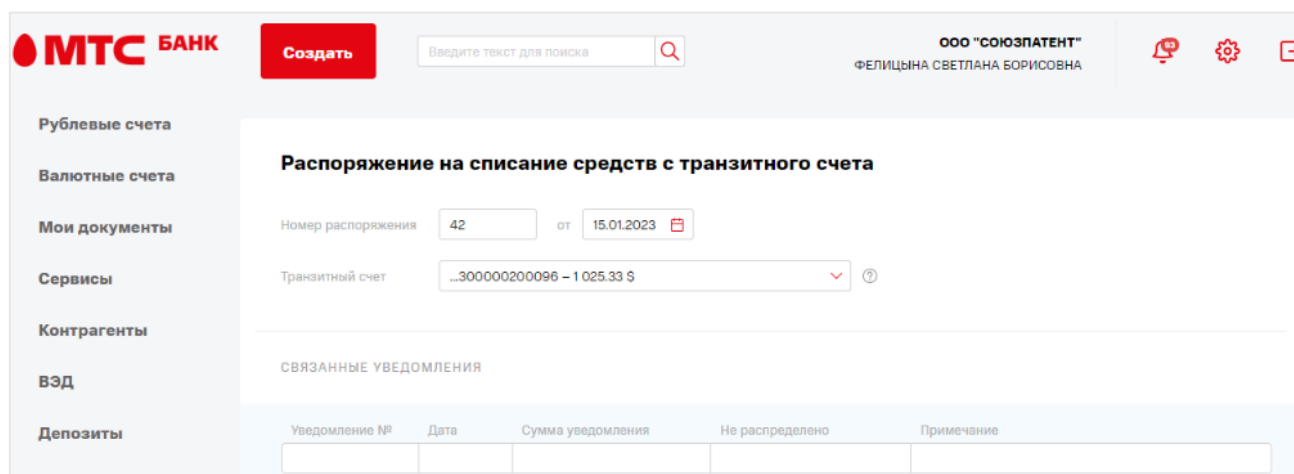 МТС БАНК
Создать
Введите текст для поиска
ООО "СОЮЗПАТЕНТ"
ФЕЛИЦЫНА СВЕТЛАНА БОРИСОВНА
93
Рублевые счета
Валютные счета
Мои документы
Сервисы
Контрагенты
ВЭД
Депозиты
Распоряжение на списание средств с транзитного счета
Номер распоряжения 42 от 15.01.2023
Транзитный счет ...300000200096 – 1 025.33 $ ?
СВЯЗАННЫЕ УВЕДОМЛЕНИЯ
Уведомление № Дата Сумма уведомления Не распределено Примечание